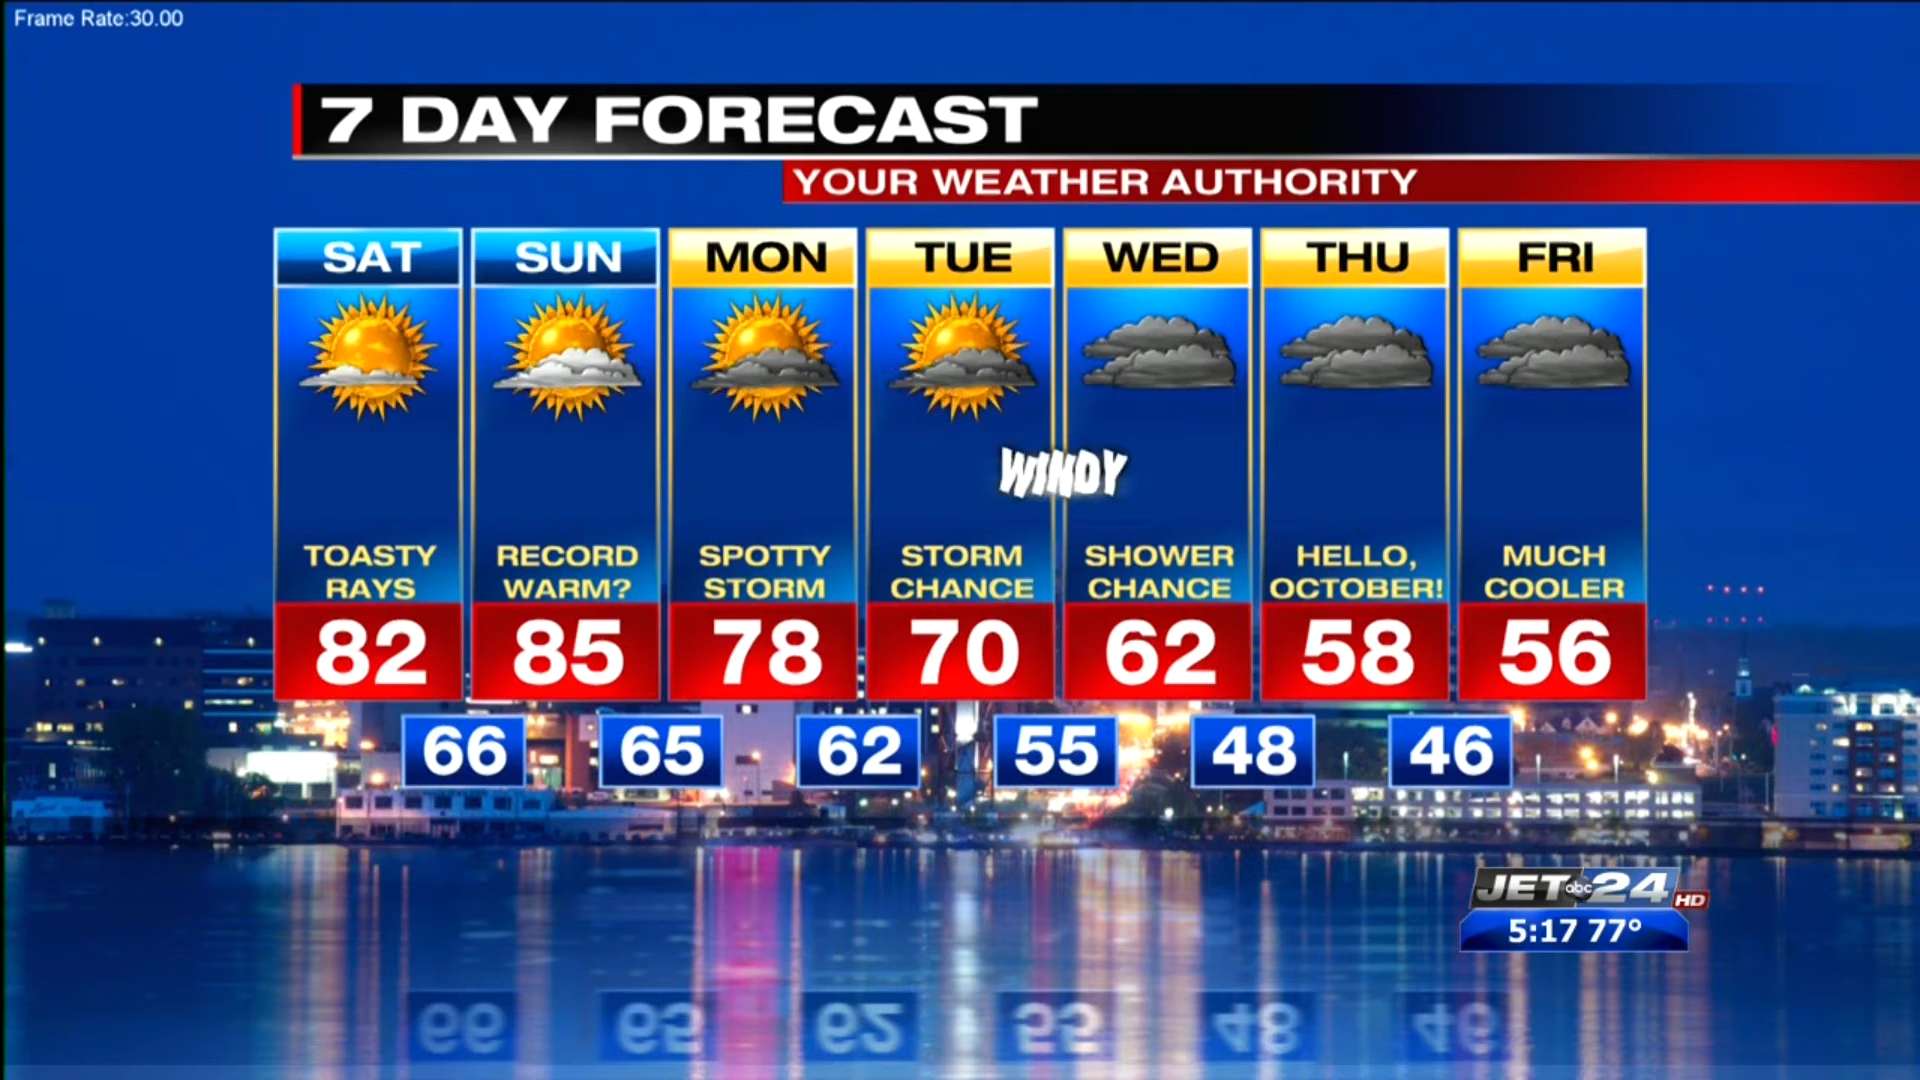 Frame Rate:30.00
7 DAY FORECAST
YOUR WEATHER AUTHORITY
SAT SUN MON TUE WED THU FRI
WINDY
TOASTY RECORD SPOTTY STORM SHOWER HELLO, MUCH
RAYS WARM? STORM CHANCE CHANCE OCTOBER! COOLER
82 85 78 70 62 58 56
66 65 62 55 48 46
JET abc 24 HD
5:17 77°